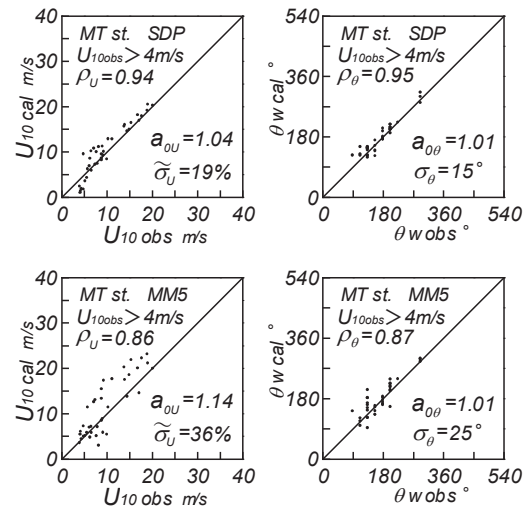 MT st. SDP
U10obs > 4m/s
ρU = 0.94
a0U = 1.04
σ̃U = 19%
U10 cal m/s
40
30
20
10
0
0 10 20 30 40
U10 obs m/s
MT st. SDP
U10obs > 4m/s
ρθ = 0.95
a0θ = 1.01
σθ = 15°
θw cal °
540
360
180
0
0 180 360 540
θw obs °
MT st. MM5
U10obs > 4m/s
ρU = 0.86
a0U = 1.14
σ̃U = 36%
U10 cal m/s
40
30
20
10
0
0 10 20 30 40
U10 obs m/s
MT st. MM5
U10obs > 4m/s
ρθ = 0.87
a0θ = 1.01
σθ = 25°
θw cal °
540
360
180
0
0 180 360 540
θw obs °